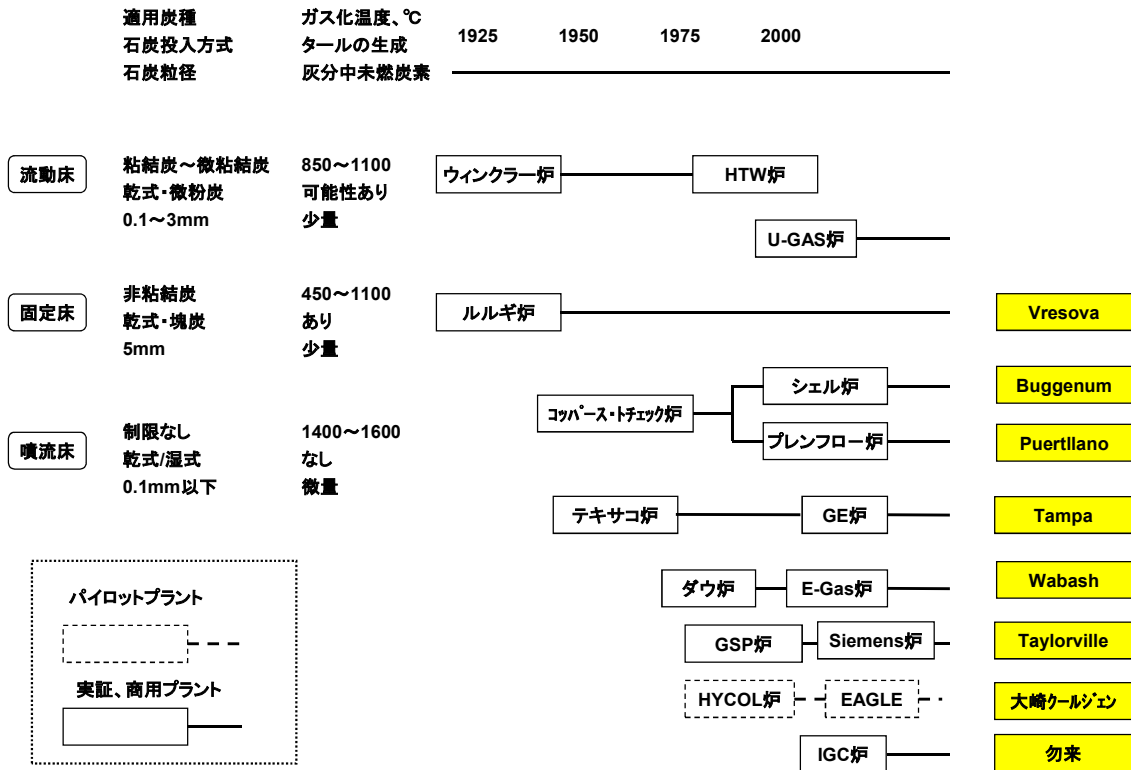 適用炭種 ガス化温度、℃
石炭投入方式 タールの生成 1925 1950 1975 2000
石炭粒径 灰分中未燃炭素
流動床 粘結炭～微粘結炭 850～1100 ウィンクラー炉 HTW炉
乾式・微粉炭 可能性あり
0.1～3mm 少量
U-GAS炉
固定床 非粘結炭 450～1100 ルルギ炉 Vresova
乾式・塊炭 あり
5mm 少量
シェル炉 Buggenum
コッパース・トチェック炉
プレンフロー炉 Puertllano
噴流床 制限なし 1400～1600
乾式/湿式 なし
0.1mm以下 微量
テキサコ炉 GE炉 Tampa
ダウ炉 E-Gas炉 Wabash
GSP炉 Siemens炉 Taylorville
HYCOL炉 EAGLE 大崎クールジェン
IGC炉 勿来
パイロットプラント
実証、商用プラント